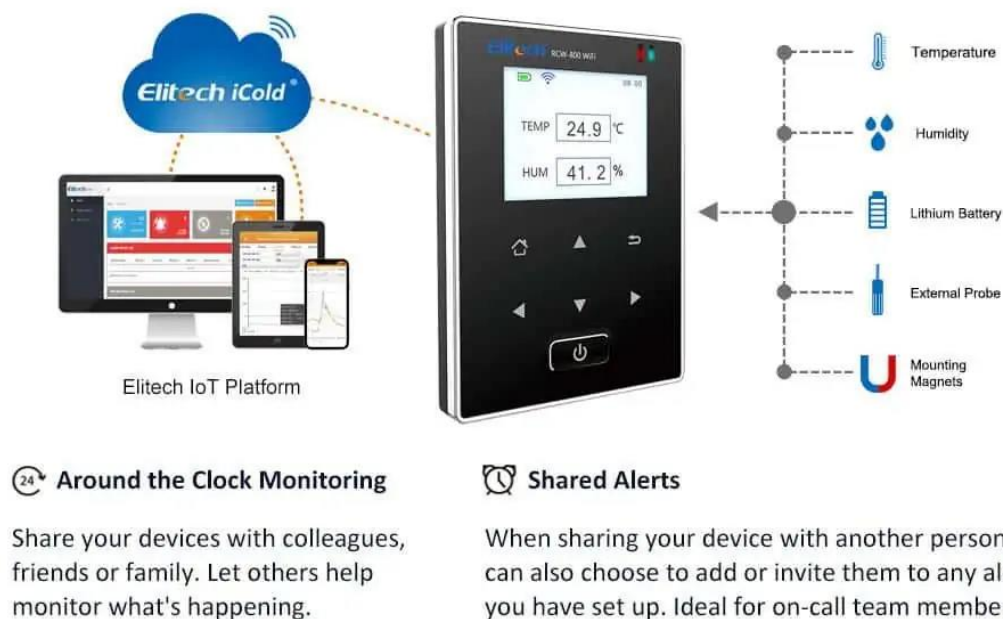 Elitech iCold
Elitech
RCW-800 WiFi
TEMP 24.9 ℃
HUM 41.2 %
Temperature
Humidity
Lithium Battery
External Probe
Mounting
Magnets
Elitech IoT Platform
24 Around the Clock Monitoring
Share your devices with colleagues,
friends or family. Let others help
monitor what's happening.
Shared Alerts
When sharing your device with another person
can also choose to add or invite them to any al
you have set up. Ideal for on-call team membe